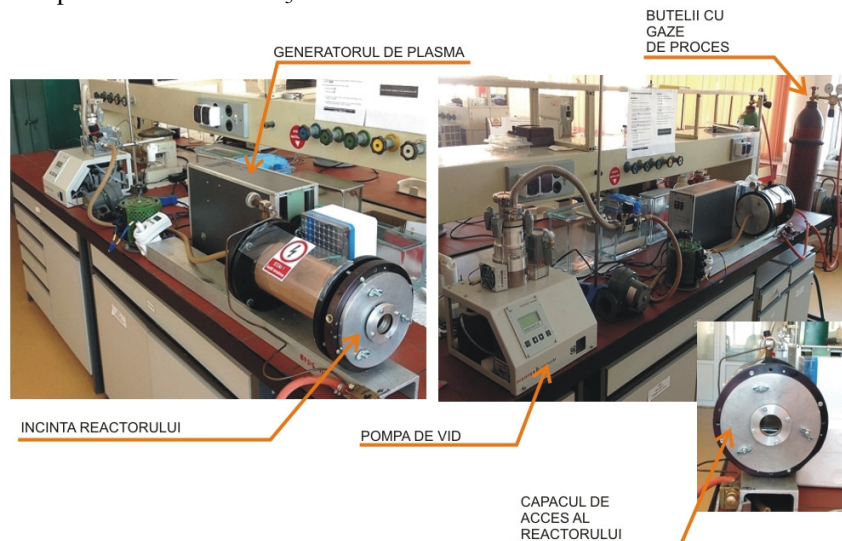 GENERATORUL DE PLASMA
BUTELII CU
GAZE
DE PROCES
INCINTA REACTORULUI
POMPA DE VID
CAPACUL DE
ACCES AL
REACTORULUI